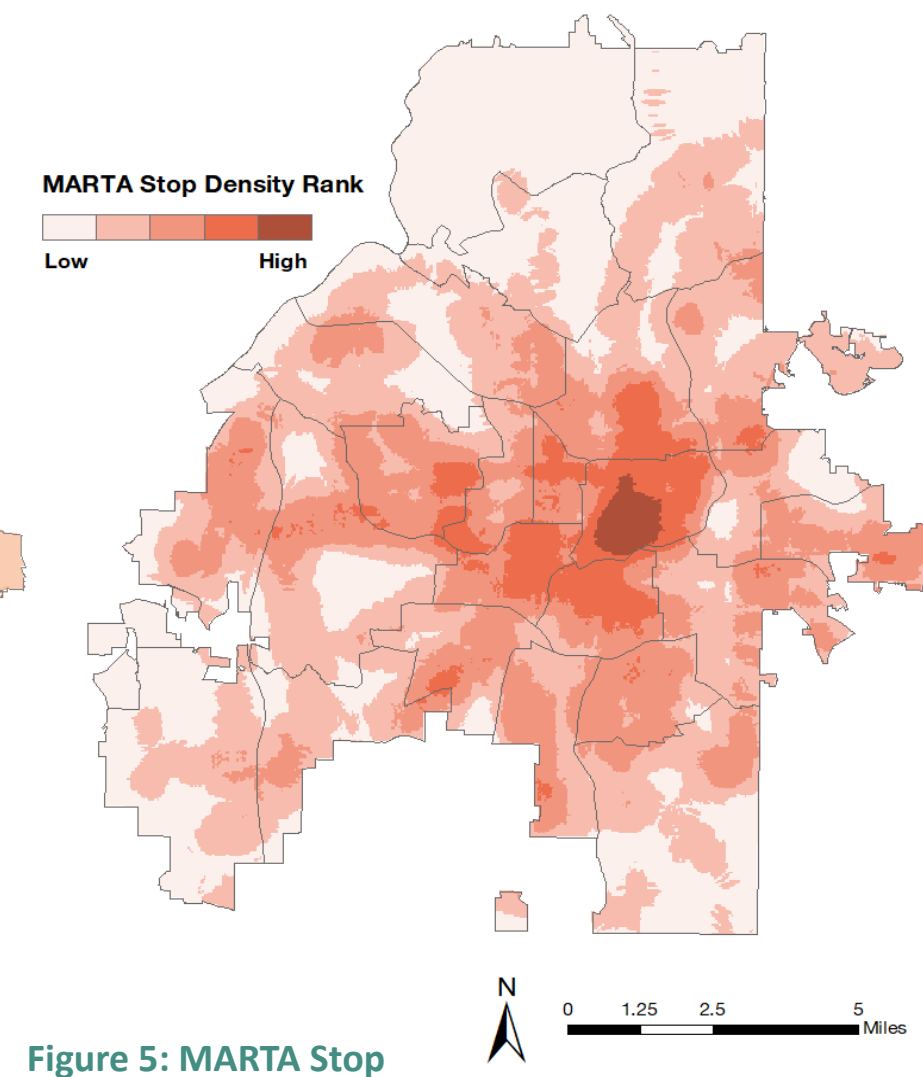 MARTA Stop Density Rank
Low High
N
0 1.25 2.5 5
Miles
Figure 5: MARTA Stop